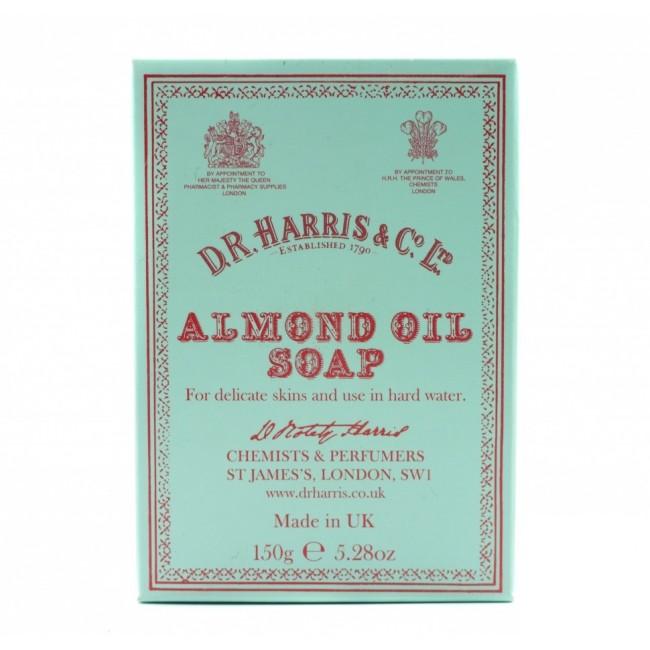 BY APPOINTMENT TO
HER MAJESTY THE QUEEN
PHARMACIST & PHARMACY SUPPLIES
LONDON
BY APPOINTMENT TO
H.R.H. THE PRINCE OF WALES,
CHEMISTS
LONDON
D.R. HARRIS & Co. LTD
ESTABLISHED 1790
ALMOND OIL
SOAP
For delicate skins and use in hard water.
CHEMISTS & PERFUMERS
ST JAMES'S, LONDON, SW1
www.drharris.co.uk
Made in UK
150g ℮ 5.28oz